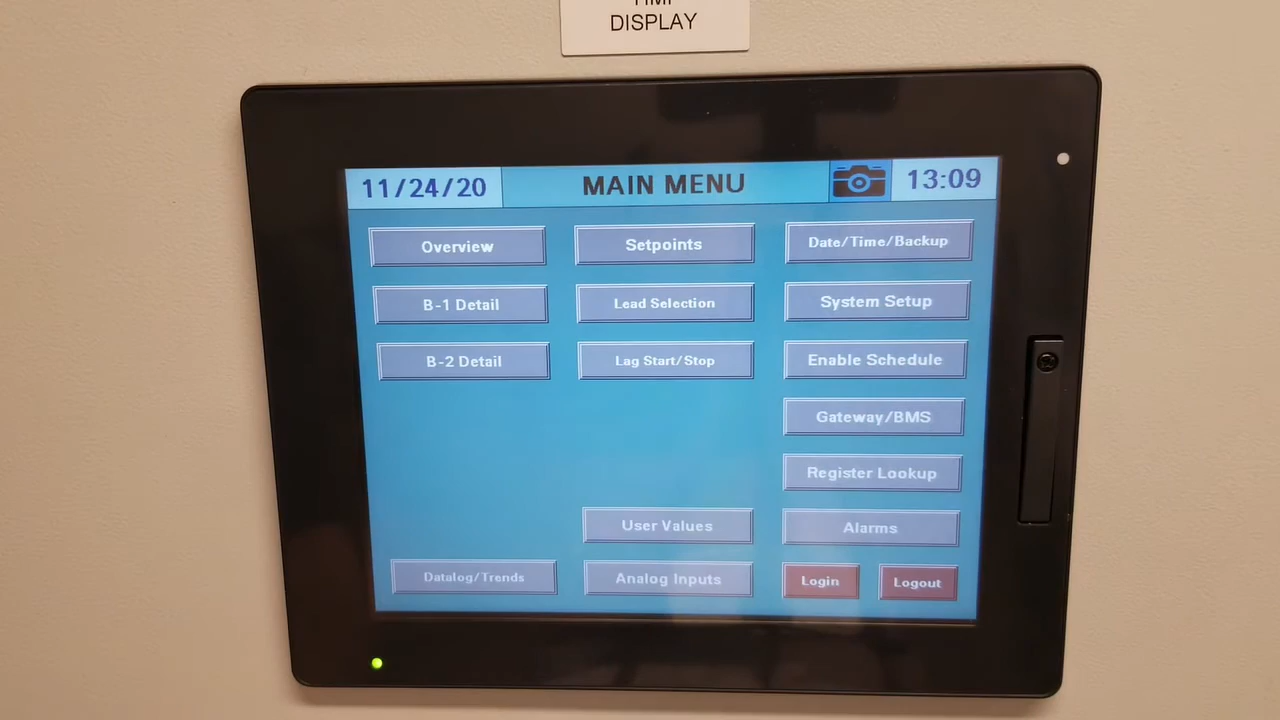 HMI
DISPLAY
11/24/20 MAIN MENU 13:09
Overview Setpoints Date/Time/Backup
B-1 Detail Lead Selection System Setup
B-2 Detail Lag Start/Stop Enable Schedule
Gateway/BMS
Register Lookup
User Values Alarms
Datalog/Trends Analog Inputs Login Logout